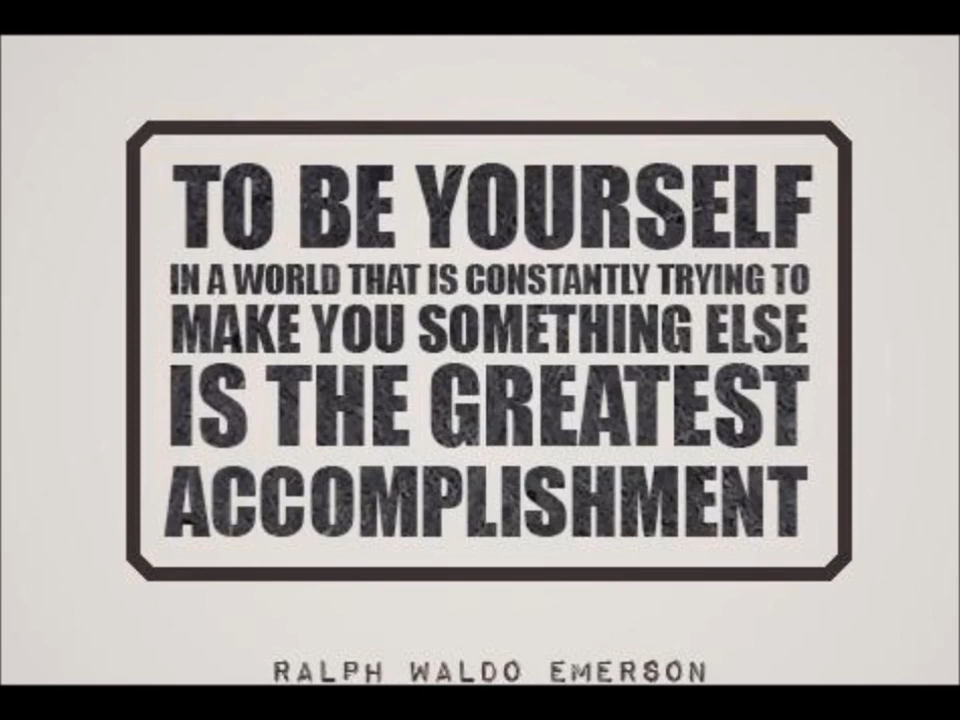 TO BE YOURSELF
IN A WORLD THAT IS CONSTANTLY TRYING TO
MAKE YOU SOMETHING ELSE
IS THE GREATEST
ACCOMPLISHMENT
RALPH WALDO EMERSON